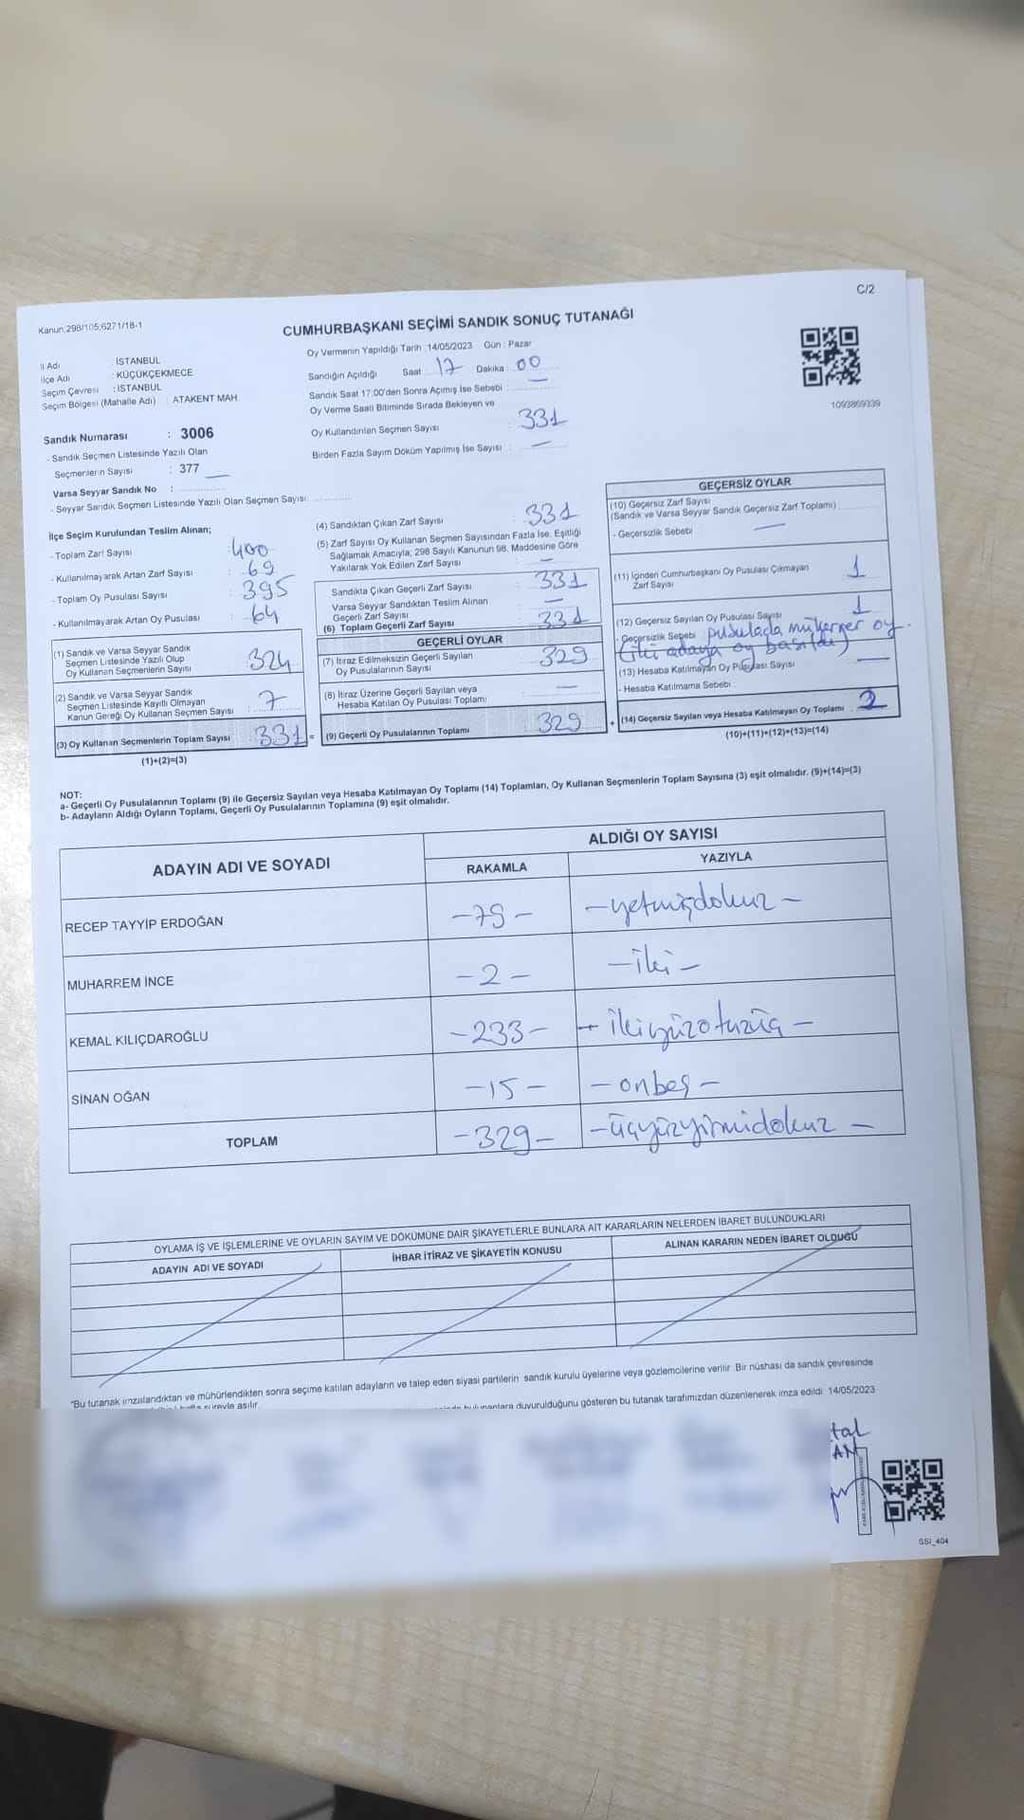 C/2
Kanun:298/105;6271/18-1
CUMHURBAŞKANI SEÇİMİ SANDIK SONUÇ TUTANAĞI
İl Adı : İSTANBUL
İlçe Adı : KÜÇÜKÇEKMECE
Seçim Çevresi : İSTANBUL
Seçim Bölgesi (Mahalle Adı) : ATAKENT MAH
Sandık Numarası : 3006
- Sandık Seçmen Listesinde Yazılı Olan
Seçmenlerin Sayısı : 377
Varsa Seyyar Sandık No :
- Seyyar Sandık Seçmen Listesinde Yazılı Olan Seçmen Sayısı
Oy Vermenin Yapıldığı Tarih : 14/05/2023 Gün : Pazar
Sandığın Açıldığı Saat 17 Dakika : 00
Sandık Saat 17:00'den Sonra Açımış İse Sebebi : —
Oy Verme Saati Bitiminde Sırada Bekleyen ve
Oy Kullandırılan Seçmen Sayısı : 331
Birden Fazla Sayım Döküm Yapılmış İse Sayısı : —
1093869339
İlçe Seçim Kurulundan Teslim Alınan;
- Toplam Zarf Sayısı : 400
- Kullanılmayarak Artan Zarf Sayısı : 69
- Toplam Oy Pusulası Sayısı : 395
- Kullanılmayarak Artan Oy Pusulası : 64
(1) Sandık ve Varsa Seyyar Sandık
Seçmen Listesinde Yazılı Olup
Oy Kullanan Seçmenlerin Sayısı 324
(2) Sandık ve Varsa Seyyar Sandık
Seçmen Listesinde Kayıtlı Olmayan
Kanun Gereği Oy Kullanan Seçmen Sayısı : 7
(3) Oy Kullanan Seçmenlerin Toplam Sayısı 331 =
(1)+(2)=(3)
(4) Sandıktan Çıkan Zarf Sayısı : 331
(5) Zarf Sayısı Oy Kullanan Seçmen Sayısından Fazla İse, Eşitliği
Sağlamak Amacıyla; 298 Sayılı Kanunun 98. Maddesine Göre
Yakılarak Yok Edilen Zarf Sayısı : —
Sandıkta Çıkan Geçerli Zarf Sayısı 331
Varsa Seyyar Sandıktan Teslim Alınan
Geçerli Zarf Sayısı —
(6) Toplam Geçerli Zarf Sayısı 331
GEÇERLİ OYLAR
(7) İtiraz Edilmeksizin Geçerli Sayılan
Oy Pusulalarının Sayısı 329
(8) İtiraz Üzerine Geçerli Sayılan veya
Hesaba Katılan Oy Pusulası Toplamı —
(9) Geçerli Oy Pusulalarının Toplamı 329 +
GEÇERSİZ OYLAR
(10) Geçersiz Zarf Sayısı
(Sandık ve Varsa Seyyar Sandık Geçersiz Zarf Toplamı)
- Geçersizlik Sebebi : —
(11) İçinden Cumhurbaşkanı Oy Pusulası Çıkmayan
Zarf Sayısı 1
(12) Geçersiz Sayılan Oy Pusulası Sayısı 1
- Geçersizlik Sebebi : pusulada mükerrer oy
(iki adaya oy basıldı)
(13) Hesaba Katılmayan Oy Pusulası Sayısı —
- Hesaba Katılmama Sebebi :
(14) Geçersiz Sayılan veya Hesaba Katılmayan Oy Toplamı 2
(10)+(11)+(12)+(13)=(14)
NOT:
a- Geçerli Oy Pusulalarının Toplamı (9) ile Geçersiz Sayılan veya Hesaba Katılmayan Oy Toplamı (14) Toplamları, Oy Kullanan Seçmenlerin Toplam Sayısına (3) eşit olmalıdır. (9)+(14)=(3)
b- Adayların Aldığı Oyların Toplamı, Geçerli Oy Pusulalarının Toplamına (9) eşit olmalıdır.
ADAYIN ADI VE SOYADI
ALDIĞI OY SAYISI
RAKAMLA YAZIYLA
RECEP TAYYİP ERDOĞAN -79- -yetmişdokuz-
MUHARREM İNCE -2- -iki-
KEMAL KILIÇDAROĞLU -233- -ikiyüzotuzüç-
SİNAN OĞAN -15- -onbeş-
TOPLAM -329- -üçyüzyirmidokuz-
OYLAMA İŞ VE İŞLEMLERİNE VE OYLARIN SAYIM VE DÖKÜMÜNE DAİR ŞİKAYETLERLE BUNLARA AİT KARARLARIN NELERDEN İBARET BULUNDUKLARI
ADAYIN ADI VE SOYADI İHBAR İTİRAZ VE ŞİKAYETİN KONUSU ALINAN KARARIN NEDEN İBARET OLDUĞU
"Bu tutanak imzalandıktan ve mühürlendikten sonra seçime katılan adayların ve talep eden siyasi partilerin sandık kurulu üyelerine veya gözlemcilerine verilir. Bir nüshası da sandık çevresinde
süreyle asılır. duyurulduğunu gösteren bu tutanak tarafımızdan düzenlenerek imza edildi. 14/05/2023
tal
AN
SSI_404